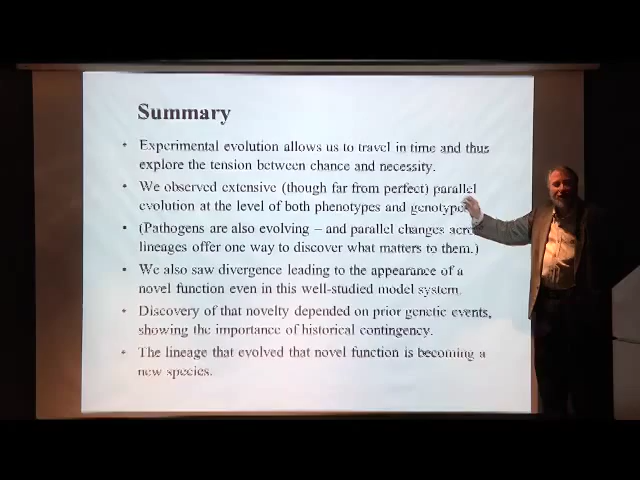 Summary
• Experimental evolution allows us to travel in time and thus
explore the tension between chance and necessity.
• We observed extensive (though far from perfect) parallel
evolution at the level of both phenotypes and genotypes
• (Pathogens are also evolving – and parallel changes across
lineages offer one way to discover what matters to them.)
• We also saw divergence leading to the appearance of a
novel function even in this well-studied model system.
• Discovery of that novelty depended on prior genetic events,
showing the importance of historical contingency.
• The lineage that evolved that novel function is becoming a
new species.